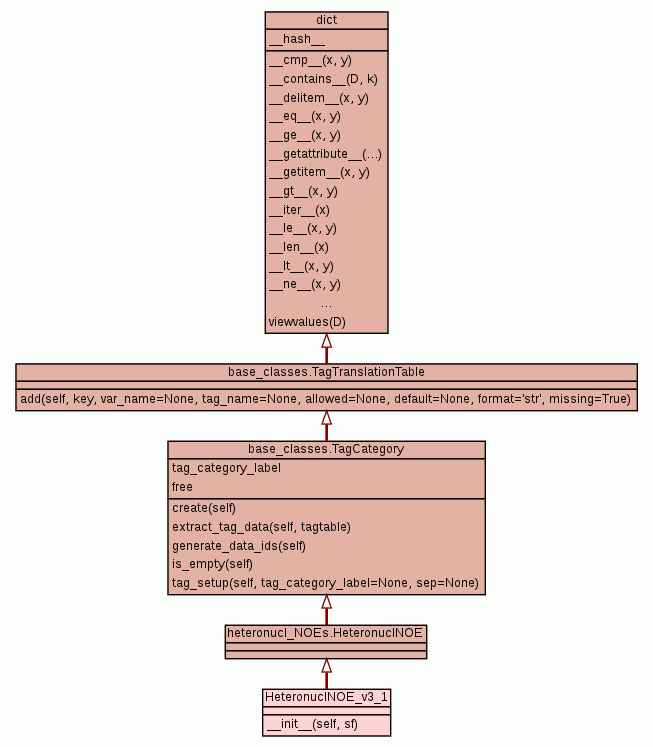 dict
__hash__
__cmp__(x, y)
__contains__(D, k)
__delitem__(x, y)
__eq__(x, y)
__ge__(x, y)
__getattribute__(...)
__getitem__(x, y)
__gt__(x, y)
__iter__(x)
__le__(x, y)
__len__(x)
__lt__(x, y)
__ne__(x, y)
...
viewvalues(D)
base_classes.TagTranslationTable
add(self, key, var_name=None, tag_name=None, allowed=None, default=None, format='str', missing=True)
base_classes.TagCategory
tag_category_label
free
create(self)
extract_tag_data(self, tagtable)
generate_data_ids(self)
is_empty(self)
tag_setup(self, tag_category_label=None, sep=None)
heteronucl_NOEs.HeteronuclNOE
HeteronuclNOE_v3_1
__init__(self, sf)